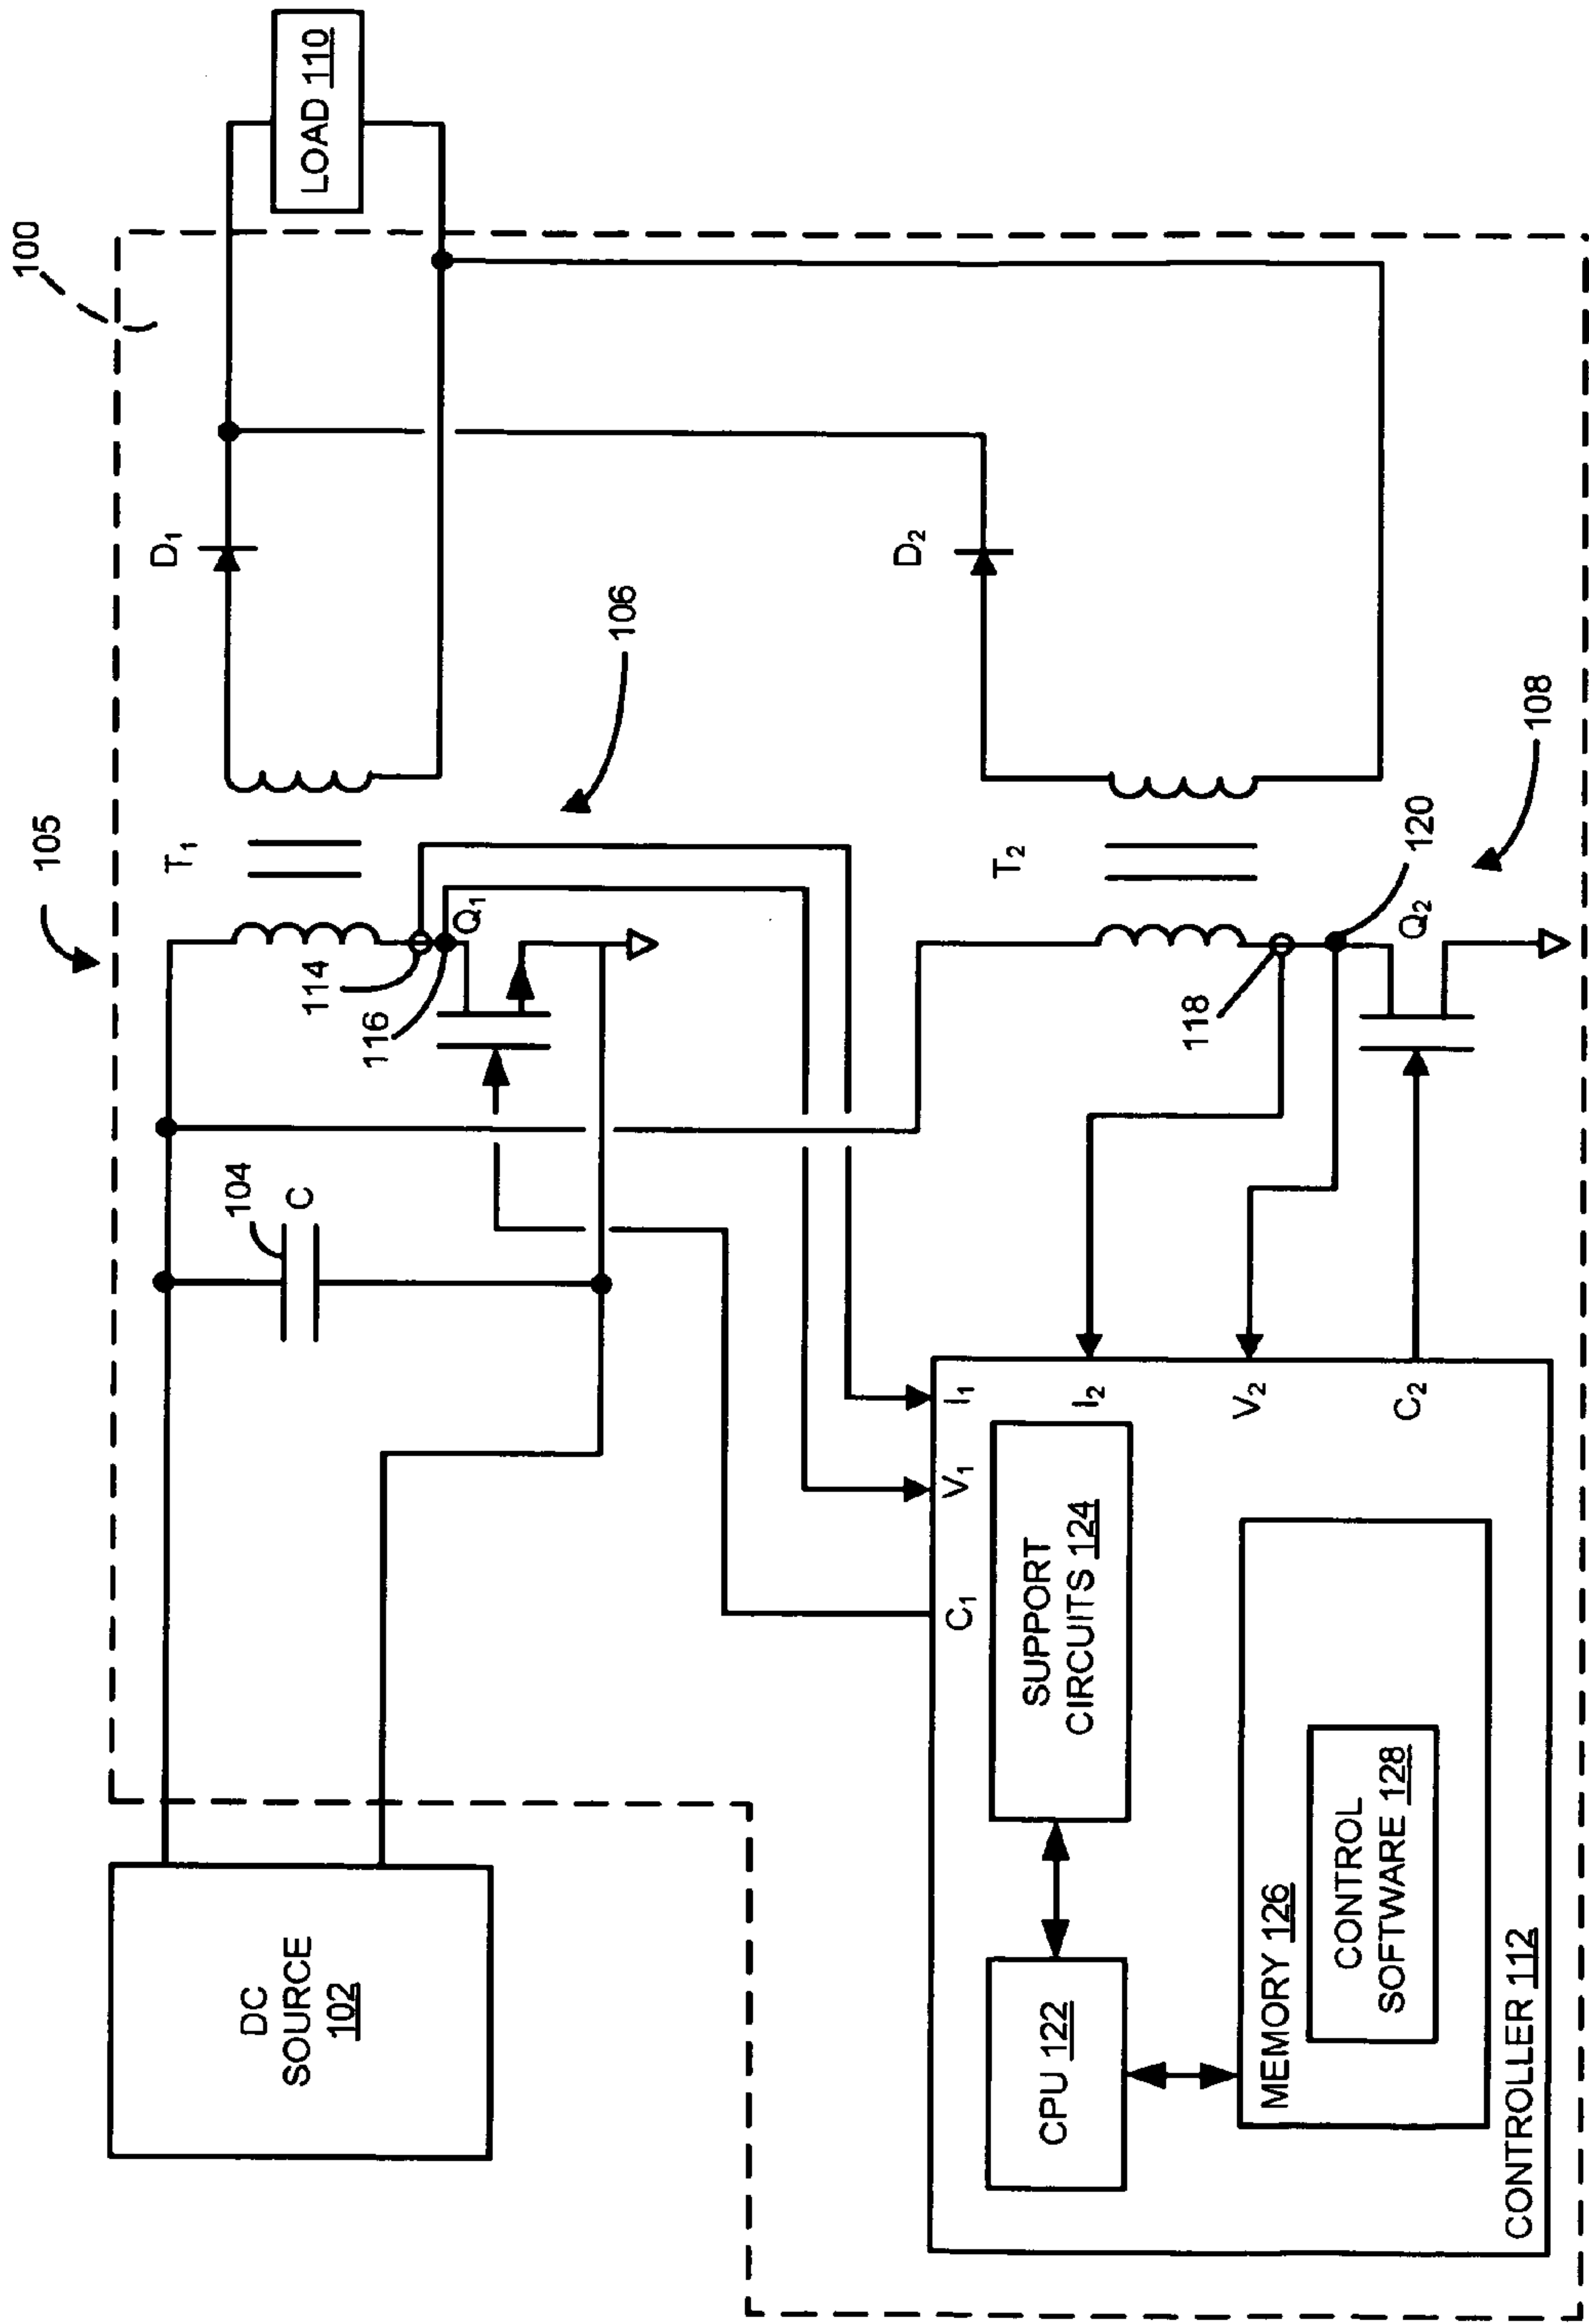 100
105
DC
SOURCE
102
104
C
T₁
D₁
LOAD 110
114
116
Q₁
106
C₁
V₁
I₁
I₂
V₂
C₂
118
120
T₂
Q₂
D₂
108
SUPPORT
CIRCUITS 124
CPU 122
MEMORY 126
CONTROL
SOFTWARE 128
CONTROLLER 112